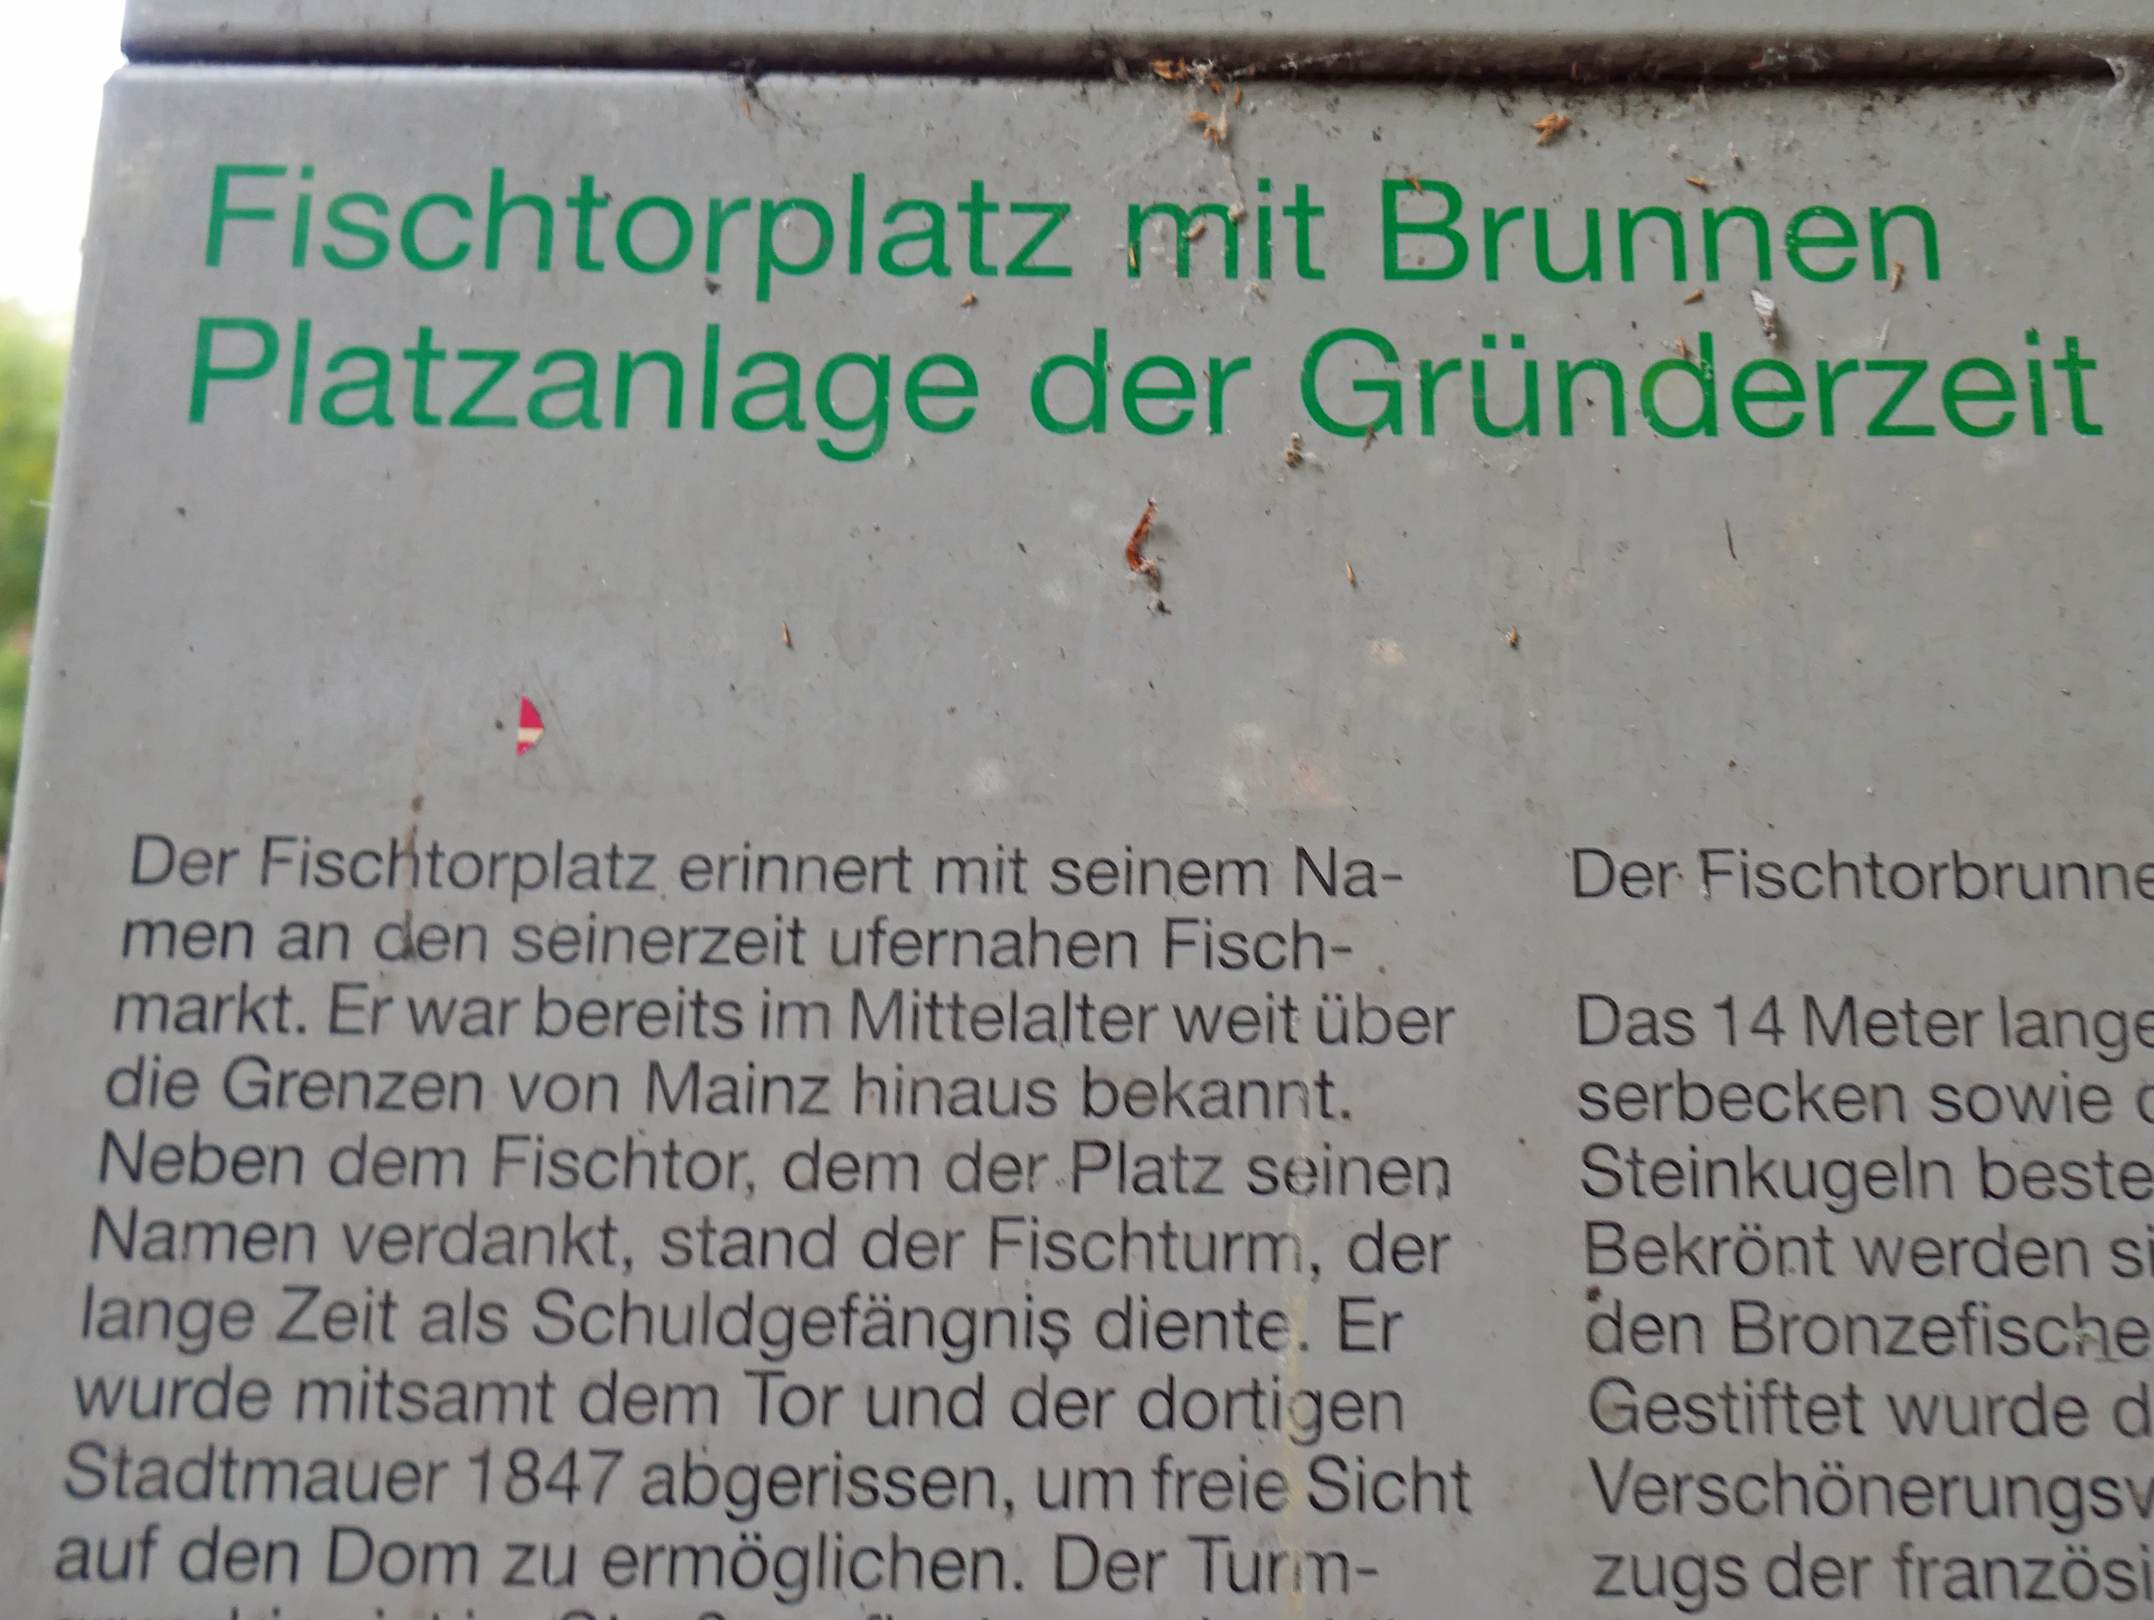 Fischtorplatz mit Brunnen
Platzanlage der Gründerzeit
Der Fischtorplatz erinnert mit seinem Na-
men an den seinerzeit ufernahen Fisch-
markt. Er war bereits im Mittelalter weit über
die Grenzen von Mainz hinaus bekannt.
Neben dem Fischtor, dem der Platz seinen
Namen verdankt, stand der Fischturm, der
lange Zeit als Schuldgefängnis diente. Er
wurde mitsamt dem Tor und der dortigen
Stadtmauer 1847 abgerissen, um freie Sicht
auf den Dom zu ermöglichen. Der Turm-
Der Fischtorbrunne
Das 14 Meter lange
serbecken sowie
Steinkugeln beste
Bekrönt werden si
den Bronzefische
Gestiftet wurde d
Verschönerungsv
zugs der französi